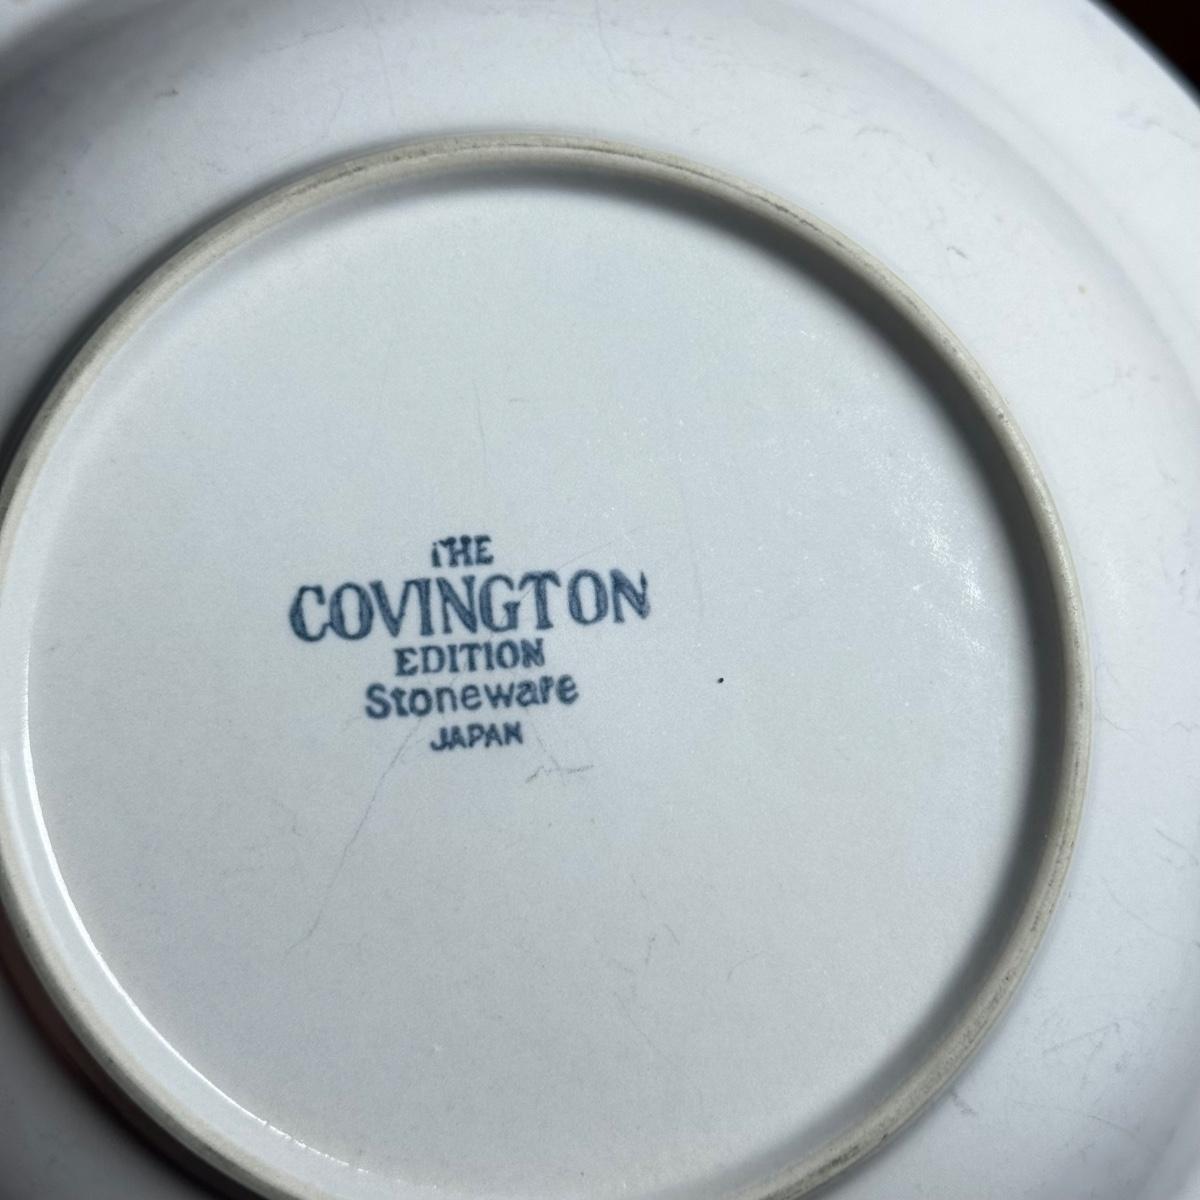 THE
COVINGTON
EDITION
Stoneware
JAPAN